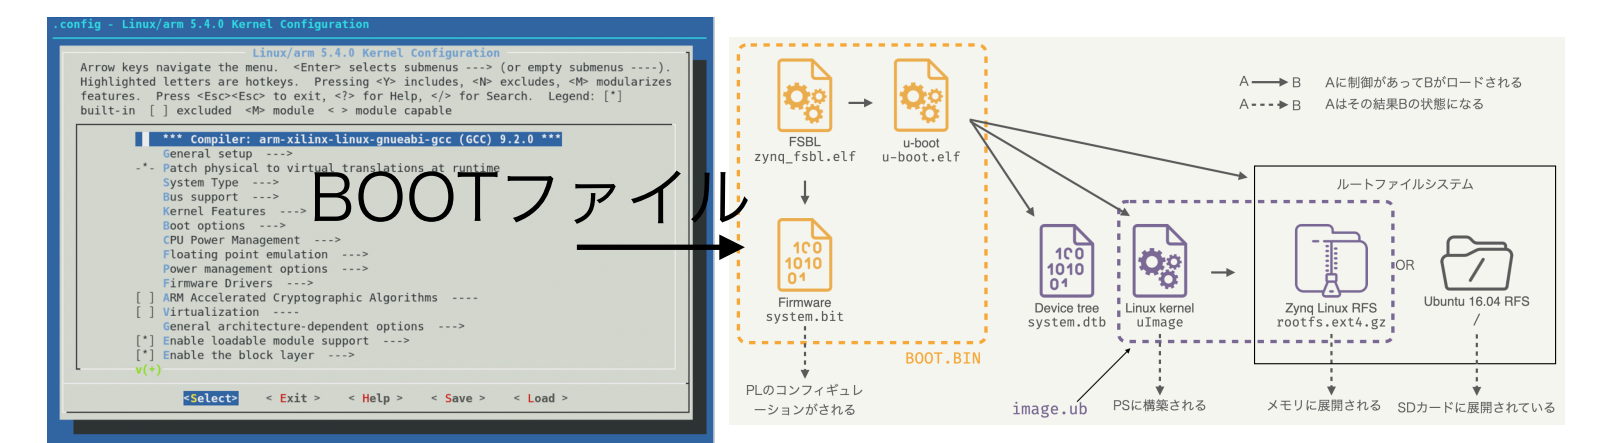 .config - Linux/arm 5.4.0 Kernel Configuration
Linux/arm 5.4.0 Kernel Configuration
Arrow keys navigate the menu.  <Enter> selects submenus ---> (or empty submenus ----).
Highlighted letters are hotkeys.  Pressing <Y> includes, <N> excludes, <M> modularizes
features.  Press <Esc><Esc> to exit, <?> for Help, </> for Search.  Legend: [*]
built-in  [ ] excluded  <M> module  < > module capable
*** Compiler: arm-xilinx-linux-gnueabi-gcc (GCC) 9.2.0 ***
General setup  --->
-*- Patch physical to virtual translations at runtime
System Type  --->
Bus support  --->
Kernel Features  --->
Boot options  --->
CPU Power Management  --->
Floating point emulation  --->
Power management options  --->
Firmware Drivers  --->
[ ] ARM Accelerated Cryptographic Algorithms  ----
[ ] Virtualization  ----
General architecture-dependent options  --->
[*] Enable loadable module support  --->
[*] Enable the block layer  --->
v(+)
<Select>    < Exit >    < Help >    < Save >    < Load >
BOOTファイル
A B Aに制御があってBがロードされる
A B Aはその結果Bの状態になる
FSBL
zynq_fsbl.elf
u-boot
u-boot.elf
100
1010
01
Firmware
system.bit
BOOT.BIN
PLのコンフィギュレ
ーションがされる
100
1010
01
Device tree
system.dtb
Linux kernel
uImage
image.ub
PSに構築される
ルートファイルシステム
Zynq Linux RFS
rootfs.ext4.gz
OR
Ubuntu 16.04 RFS
/
メモリに展開される
SDカードに展開されている